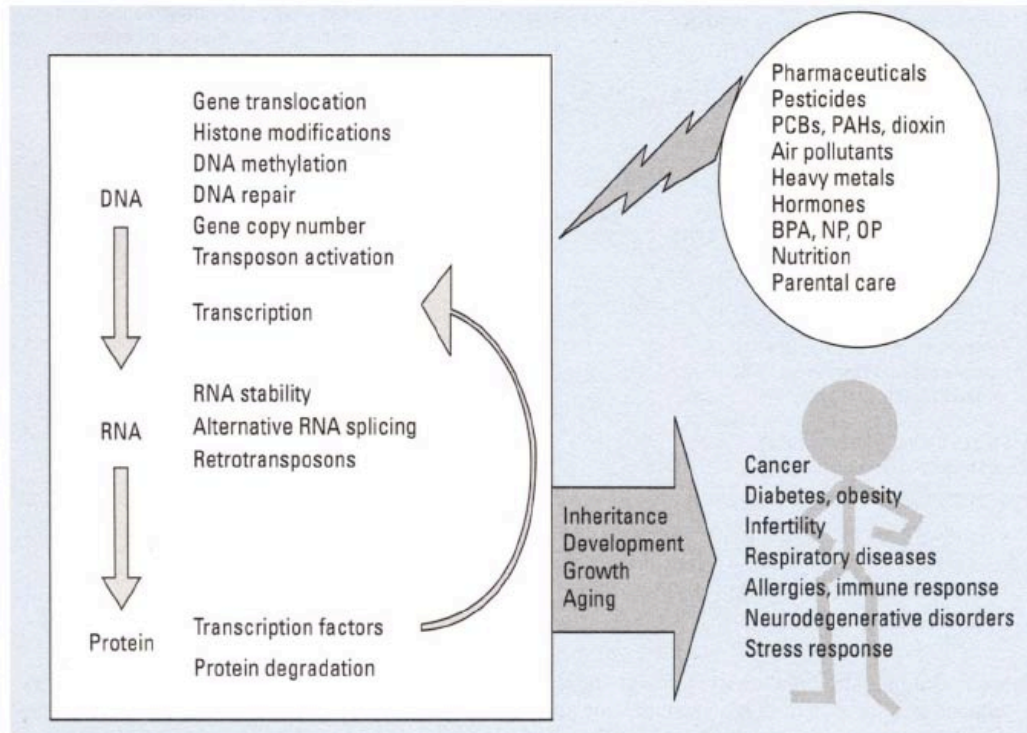 Gene translocation
Histone modifications
DNA methylation
DNA repair
Gene copy number
Transposon activation
Transcription
DNA
RNA stability
Alternative RNA splicing
Retrotransposons
RNA
Transcription factors
Protein degradation
Protein
Pharmaceuticals
Pesticides
PCBs, PAHs, dioxin
Air pollutants
Heavy metals
Hormones
BPA, NP, OP
Nutrition
Parental care
Inheritance
Development
Growth
Aging
Cancer
Diabetes, obesity
Infertility
Respiratory diseases
Allergies, immune response
Neurodegenerative disorders
Stress response